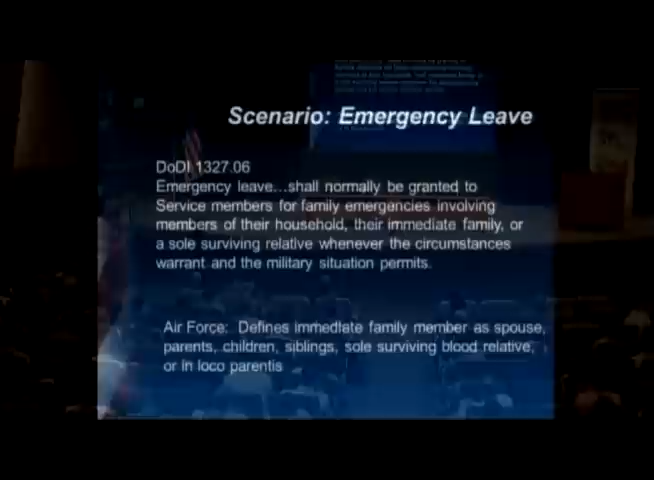 Scenario: Emergency Leave
DoDI 1327.06
Emergency leave...shall normally be granted to
Service members for family emergencies involving
members of their household, their immediate family, or
a sole surviving relative whenever the circumstances
warrant and the military situation permits.
Air Force: Defines immediate family member as spouse,
parents, children, siblings, sole surviving blood relative,
or in loco parentis